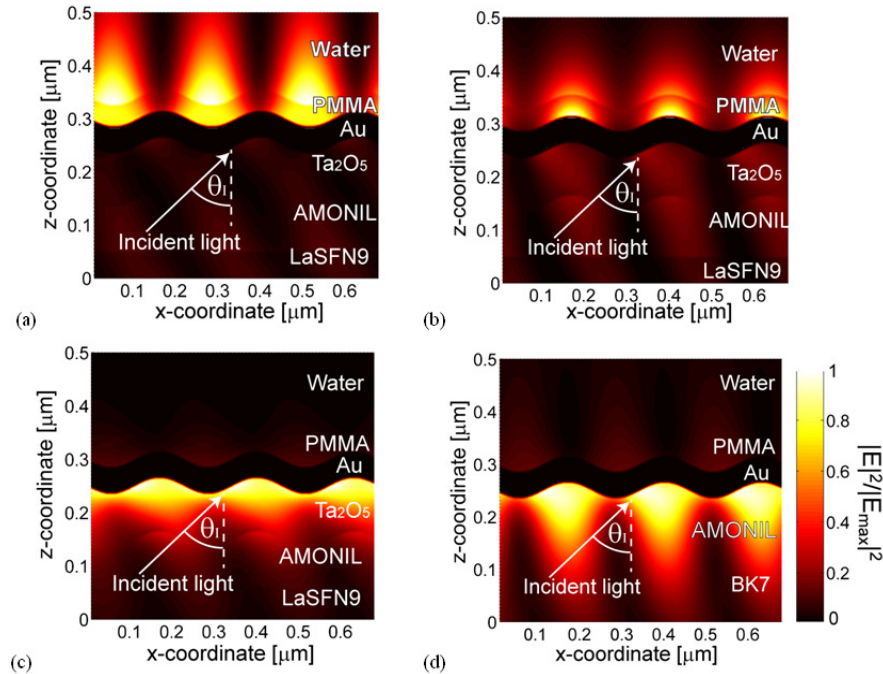 0.5
0.4
0.3
0.2
0.1
0
z-coordinate [μm]
Water
PMMA
Au
Ta₂O₅
AMONIL
LaSFN9
θI
Incident light
0.1 0.2 0.3 0.4 0.5 0.6
x-coordinate [μm]
(a)
0.5
0.4
0.3
0.2
0.1
0
z-coordinate [μm]
Water
PMMA
Au
Ta₂O₅
AMONIL
LaSFN9
θI
Incident light
0.1 0.2 0.3 0.4 0.5 0.6
x-coordinate [μm]
(b)
0.5
0.4
0.3
0.2
0.1
0
z-coordinate [μm]
Water
PMMA
Au
Ta₂O₅
AMONIL
LaSFN9
θI
Incident light
0.1 0.2 0.3 0.4 0.5 0.6
x-coordinate [μm]
(c)
0.5
0.4
0.3
0.2
0.1
0
z-coordinate [μm]
Water
PMMA
Au
AMONIL
BK7
θI
Incident light
0.1 0.2 0.3 0.4 0.5 0.6
x-coordinate [μm]
(d)
1
0.8
0.6
0.4
0.2
0
|E|²/|Emax|²